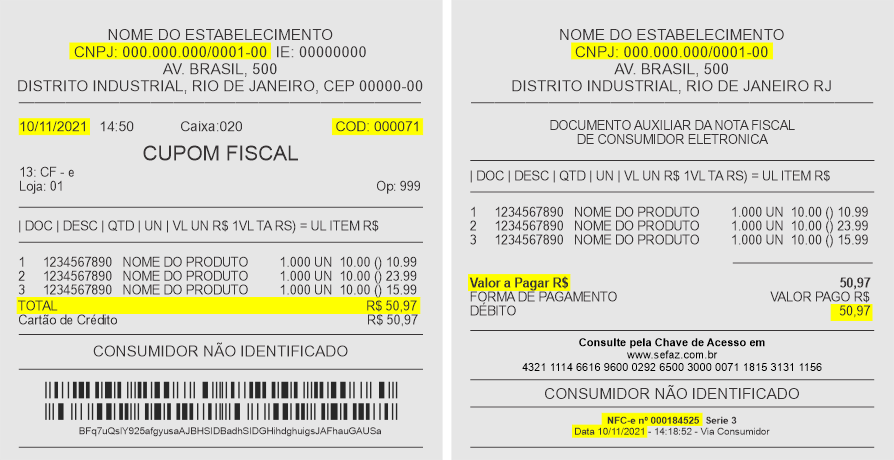 NOME DO ESTABELECIMENTO
CNPJ: 000.000.000/0001-00 IE: 00000000
AV. BRASIL, 500
DISTRITO INDUSTRIAL, RIO DE JANEIRO, CEP 00000-00
10/11/2021 14:50 Caixa:020 COD: 000071
CUPOM FISCAL
13: CF - e
Loja: 01 Op: 999
| DOC | DESC | QTD | UN | VL UN R$ 1VL TA RS) = UL ITEM R$
1 1234567890 NOME DO PRODUTO 1.000 UN 10.00 () 10.99
2 1234567890 NOME DO PRODUTO 1.000 UN 10.00 () 23.99
3 1234567890 NOME DO PRODUTO 1.000 UN 10.00 () 15.99
TOTAL R$ 50,97
Cartão de Crédito R$ 50,97
CONSUMIDOR NÃO IDENTIFICADO
BFq7uQsiY925afgyusaAJBHSIDBadhSIDGHihdghuigsJAFhauGAUSa
NOME DO ESTABELECIMENTO
CNPJ: 000.000.000/0001-00
AV. BRASIL, 500
DISTRITO INDUSTRIAL, RIO DE JANEIRO RJ
DOCUMENTO AUXILIAR DA NOTA FISCAL
DE CONSUMIDOR ELETRONICA
| DOC | DESC | QTD | UN | VL UN R$ 1VL TA RS) = UL ITEM R$
1 1234567890 NOME DO PRODUTO 1.000 UN 10.00 () 10.99
2 1234567890 NOME DO PRODUTO 1.000 UN 10.00 () 23.99
3 1234567890 NOME DO PRODUTO 1.000 UN 10.00 () 15.99
Valor a Pagar R$ 50,97
FORMA DE PAGAMENTO VALOR PAGO R$
DÉBITO 50,97
Consulte pela Chave de Acesso em
www.sefaz.com.br
4321 1114 6616 9600 0292 6500 3000 0071 1815 3131 1156
CONSUMIDOR NÃO IDENTIFICADO
NFC-e nº 000184525 Serie 3
Data 10/11/2021 - 14:18:52 - Via Consumidor